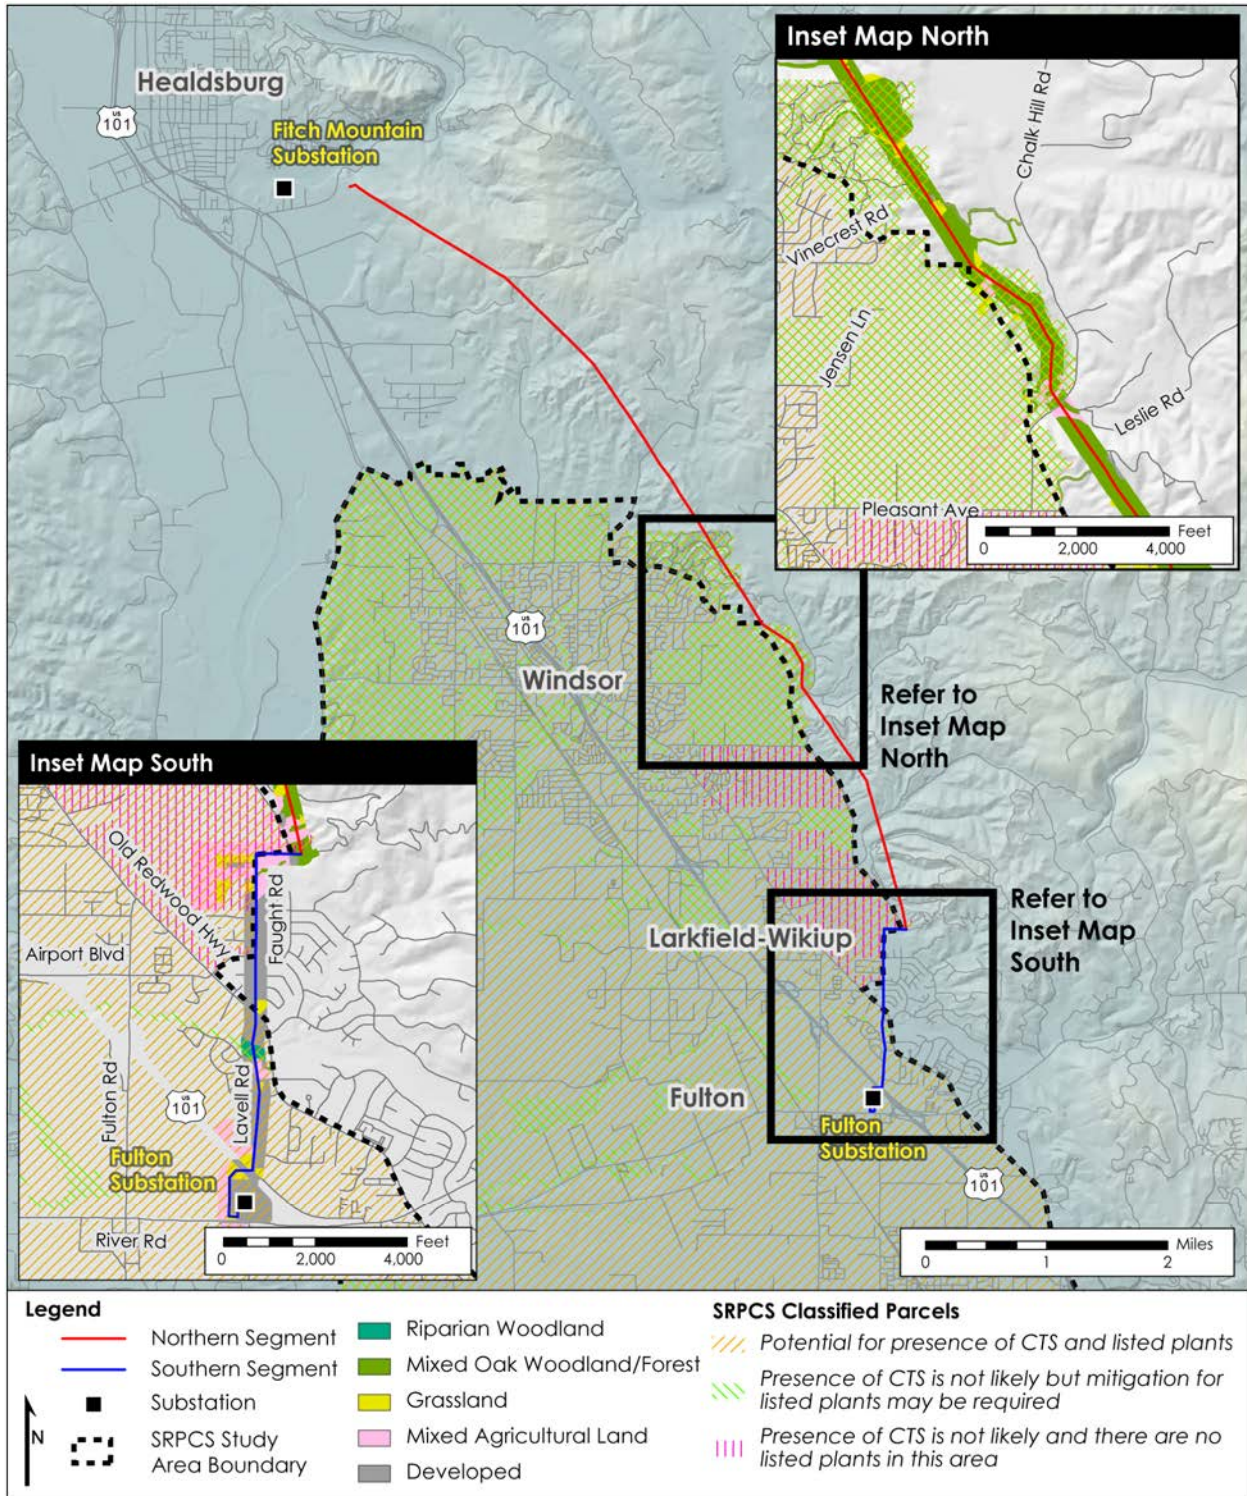 Healdsburg
US
101
Fitch Mountain
Substation
Inset Map North
Chalk Hill Rd
Vinecrest Rd
Jensen Ln
Leslie Rd
Pleasant Ave
Feet
0
2,000
4,000
US
101
Windsor
Refer to
Inset Map
North
Inset Map South
Old Redwood Hwy
Faught Rd
Airport Blvd
Fulton Rd
US
101
Lavell Rd
Fulton
Substation
River Rd
Feet
0
2,000
4,000
Larkfield-Wikiup
Refer to
Inset Map
South
Fulton
Fulton
Substation
US
101
Miles
0
1
2
Legend
Northern Segment
Southern Segment
Substation
SRPCS Study
Area Boundary
N
Riparian Woodland
Mixed Oak Woodland/Forest
Grassland
Mixed Agricultural Land
Developed
SRPCS Classified Parcels
Potential for presence of CTS and listed plants
Presence of CTS is not likely but mitigation for
listed plants may be required
Presence of CTS is not likely and there are no
listed plants in this area